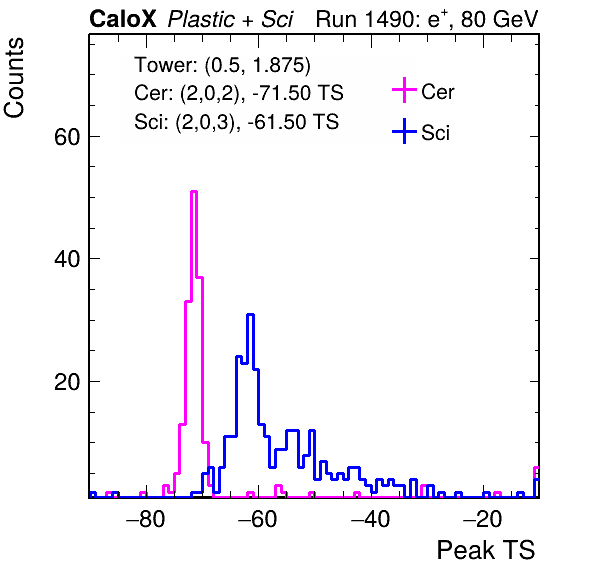 CaloX Plastic + Sci Run 1490: e+, 80 GeV
Counts
Tower: (0.5, 1.875)
Cer: (2,0,2), -71.50 TS
Sci: (2,0,3), -61.50 TS
Cer
Sci
60
40
20
−80 −60 −40 −20
Peak TS